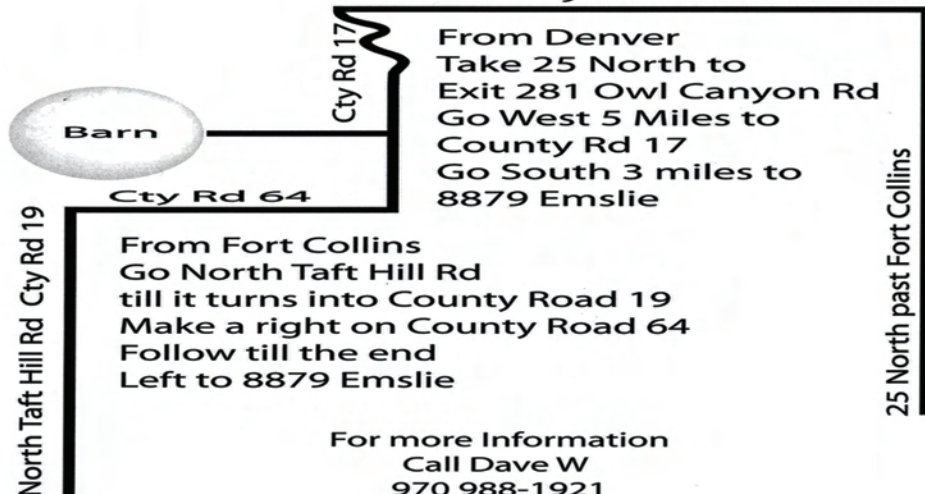 Cty Rd 17
From Denver
Take 25 North to
Exit 281 Owl Canyon Rd
Go West 5 Miles to
County Rd 17
Go South 3 miles to
8879 Emslie
Barn
Cty Rd 64
North Taft Hill Rd Cty Rd 19
25 North past Fort Collins
From Fort Collins
Go North Taft Hill Rd
till it turns into County Road 19
Make a right on County Road 64
Follow till the end
Left to 8879 Emslie
For more Information
Call Dave W
970 988-1921